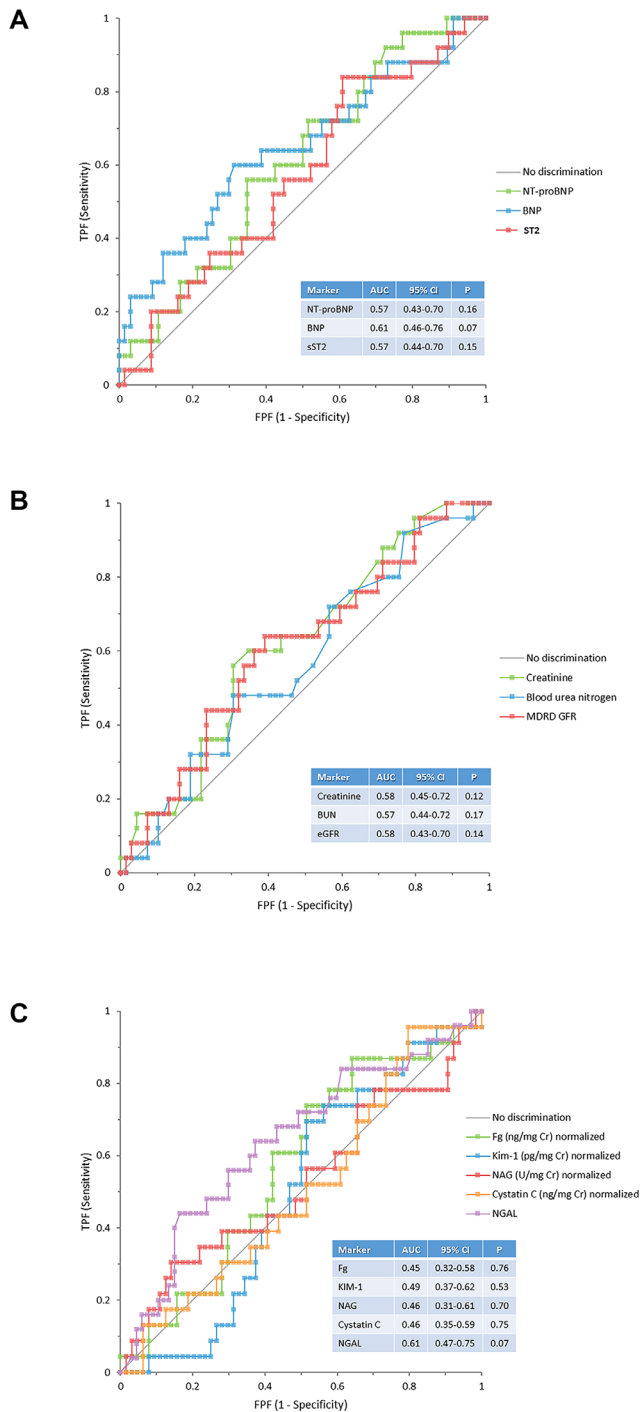 A
TPF (Sensitivity)
1
0.8
0.6
0.4
0.2
0
0
0.2
0.4
0.6
0.8
1
FPF (1 - Specificity)
No discrimination
NT-proBNP
BNP
ST2
Marker AUC 95% CI P
NT-proBNP 0.57 0.43-0.70 0.16
BNP 0.61 0.46-0.76 0.07
sST2 0.57 0.44-0.70 0.15
B
TPF (Sensitivity)
1
0.8
0.6
0.4
0.2
0
0
0.2
0.4
0.6
0.8
1
FPF (1 - Specificity)
No discrimination
Creatinine
Blood urea nitrogen
MDRD GFR
Marker AUC 95% CI P
Creatinine 0.58 0.45-0.72 0.12
BUN 0.57 0.44-0.72 0.17
eGFR 0.58 0.43-0.70 0.14
C
TPF (Sensitivity)
1
0.8
0.6
0.4
0.2
0
0
0.2
0.4
0.6
0.8
1
FPF (1 - Specificity)
No discrimination
Fg (ng/mg Cr) normalized
Kim-1 (pg/mg Cr) normalized
NAG (U/mg Cr) normalized
Cystatin C (ng/mg Cr) normalized
NGAL
Marker AUC 95% CI P
Fg 0.45 0.32-0.58 0.76
KIM-1 0.49 0.37-0.62 0.53
NAG 0.46 0.31-0.61 0.70
Cystatin C 0.46 0.35-0.59 0.75
NGAL 0.61 0.47-0.75 0.07